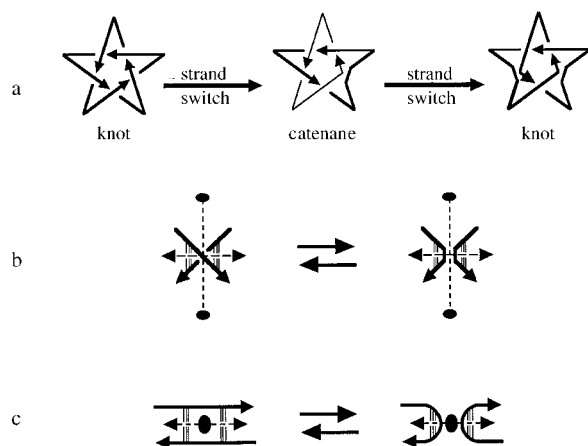 a
strand
switch
strand
switch
knot
catenane
knot
b
c